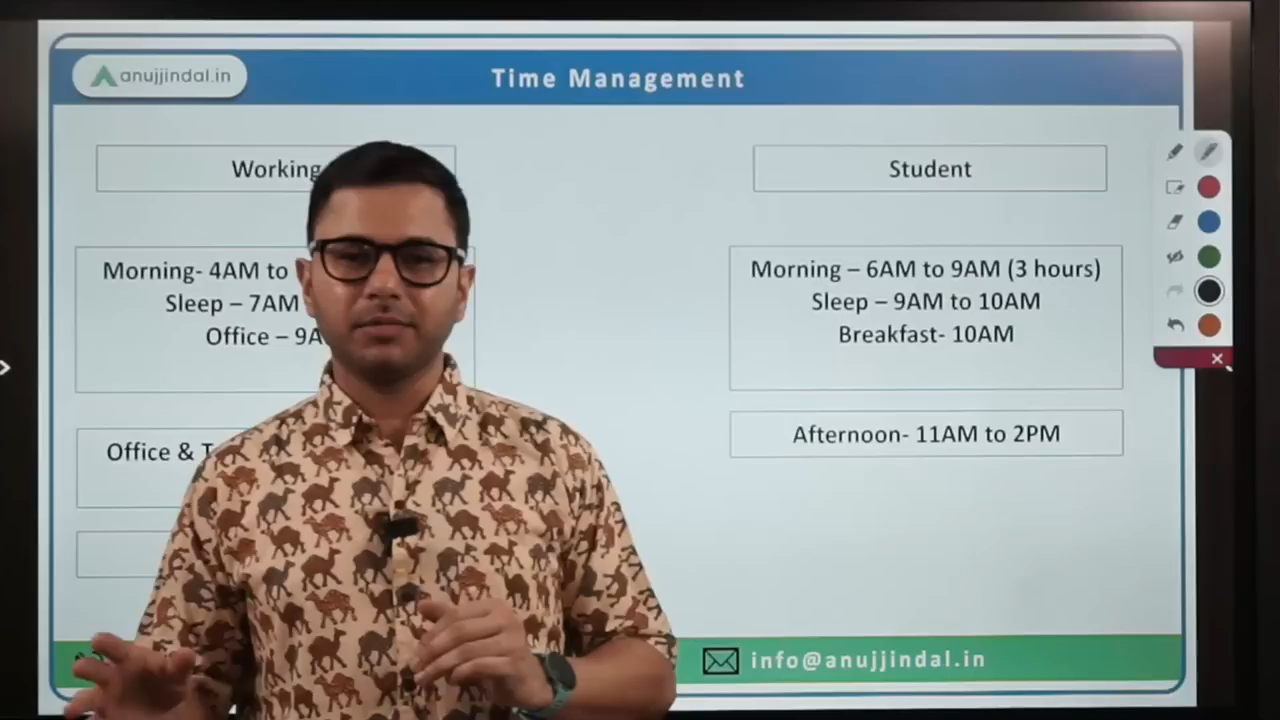 anujjindal.in
Time Management
Working
Student
Morning- 4AM to
Sleep – 7AM
Office – 9A
Morning – 6AM to 9AM (3 hours)
Sleep – 9AM to 10AM
Breakfast- 10AM
Office &
Afternoon- 11AM to 2PM
info@anujjindal.in